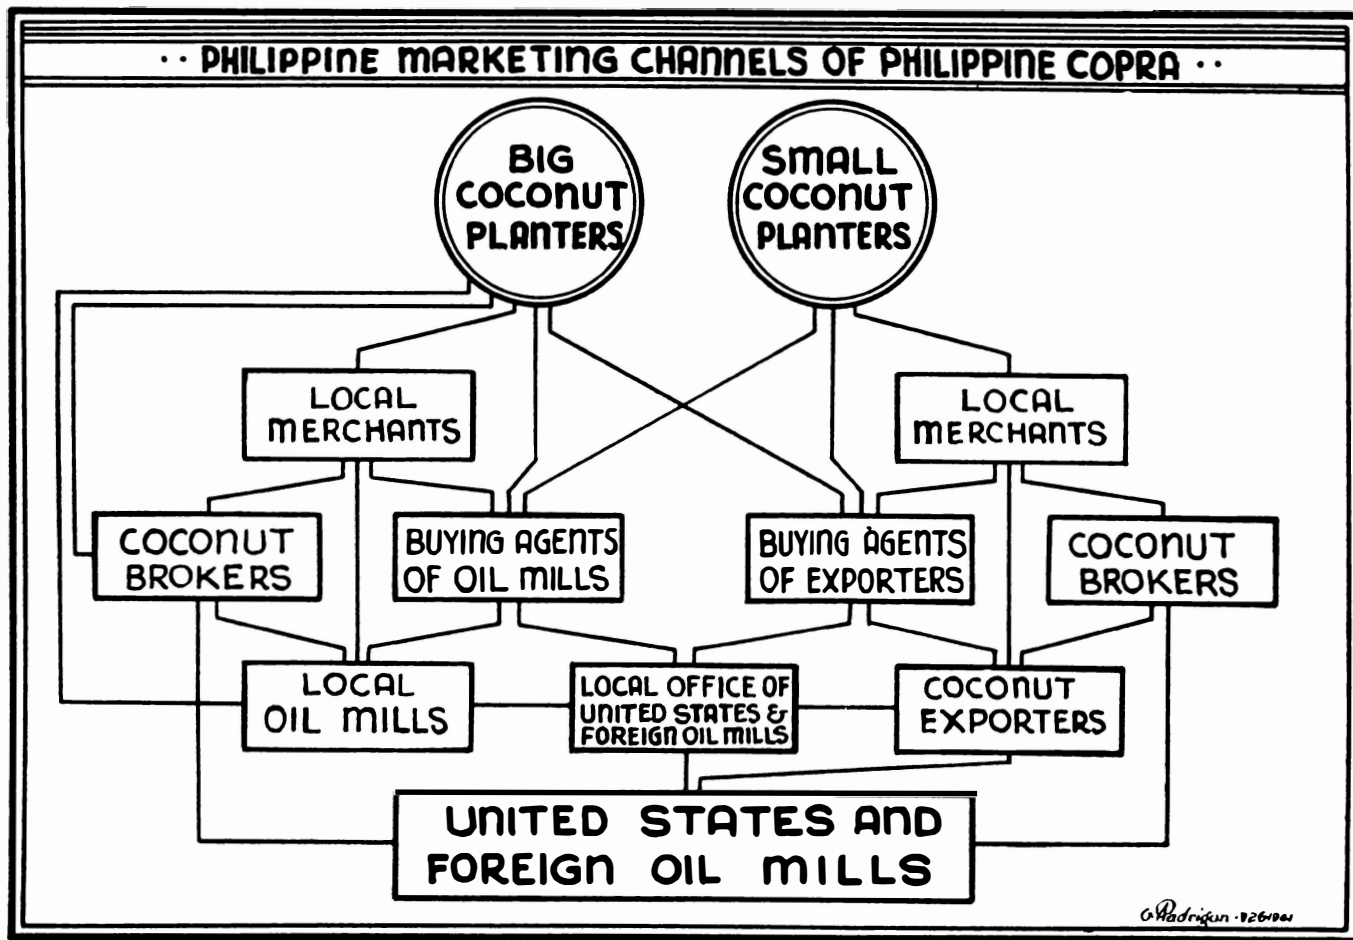 ·· PHILIPPINE MARKETING CHANNELS OF PHILIPPINE COPRA ··
BIG
COCONUT
PLANTERS
SMALL
COCONUT
PLANTERS
LOCAL
MERCHANTS
LOCAL
MERCHANTS
COCONUT
BROKERS
BUYING AGENTS
OF OIL MILLS
BUYING AGENTS
OF EXPORTERS
COCONUT
BROKERS
LOCAL
OIL MILLS
LOCAL OFFICE OF
UNITED STATES &
FOREIGN OIL MILLS
COCONUT
EXPORTERS
UNITED STATES AND
FOREIGN OIL MILLS